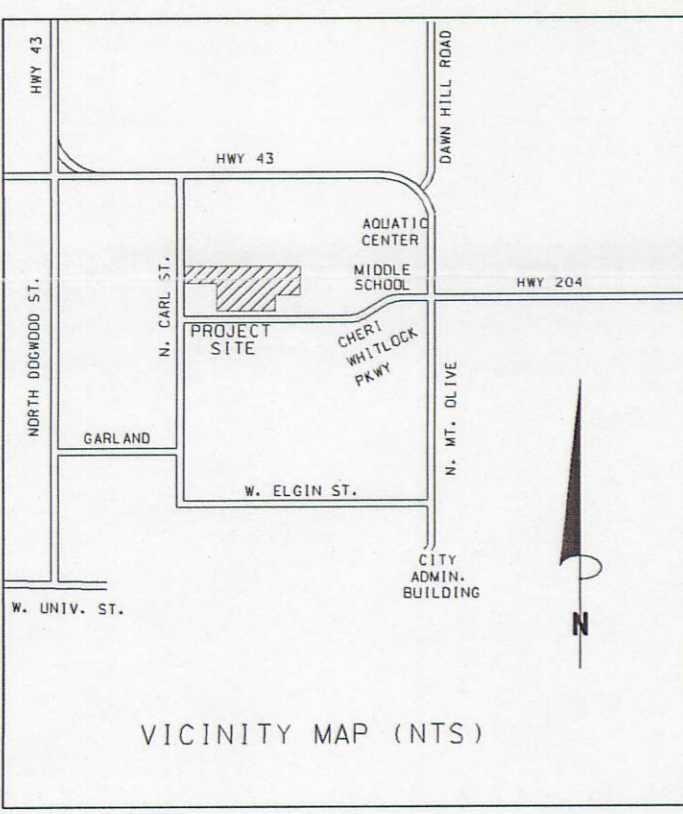 HWY 43
DAWN HILL ROAD
HWY 43
AQUATIC
CENTER
N. CARL ST.
MIDDLE
SCHOOL
HWY 204
NORTH DOGWOOD ST.
PROJECT
SITE
CHERI
WHITLOCK
PKWY
N. MT. OLIVE
GARLAND
W. ELGIN ST.
CITY
ADMIN.
BUILDING
W. UNIV. ST.
N
VICINITY MAP (NTS)